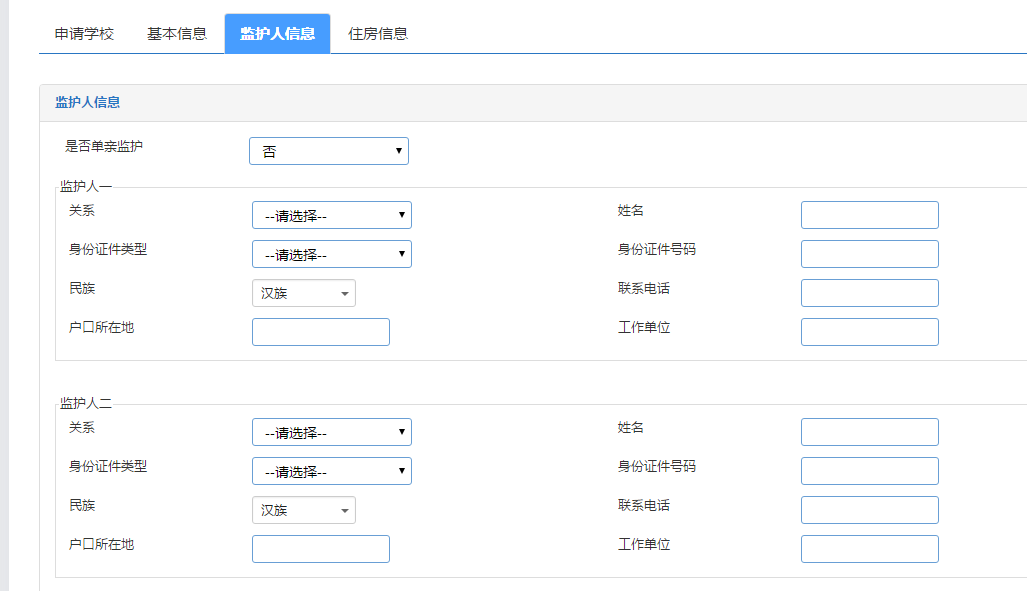 申请学校 基本信息 监护人信息 住房信息
监护人信息
是否单亲监护 否
监护人一
关系 --请选择-- 姓名
身份证件类型 --请选择-- 身份证件号码
民族 汉族 联系电话
户口所在地 工作单位
监护人二
关系 --请选择-- 姓名
身份证件类型 --请选择-- 身份证件号码
民族 汉族 联系电话
户口所在地 工作单位